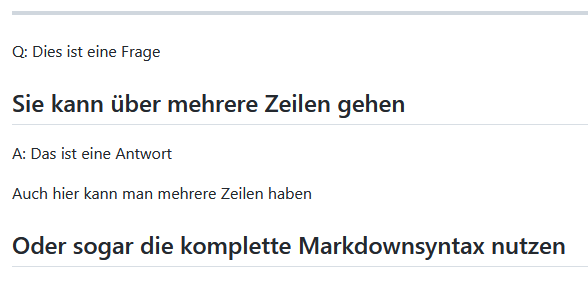 Q: Dies ist eine Frage
Sie kann über mehrere Zeilen gehen
A: Das ist eine Antwort
Auch hier kann man mehrere Zeilen haben
Oder sogar die komplette Markdownsyntax nutzen